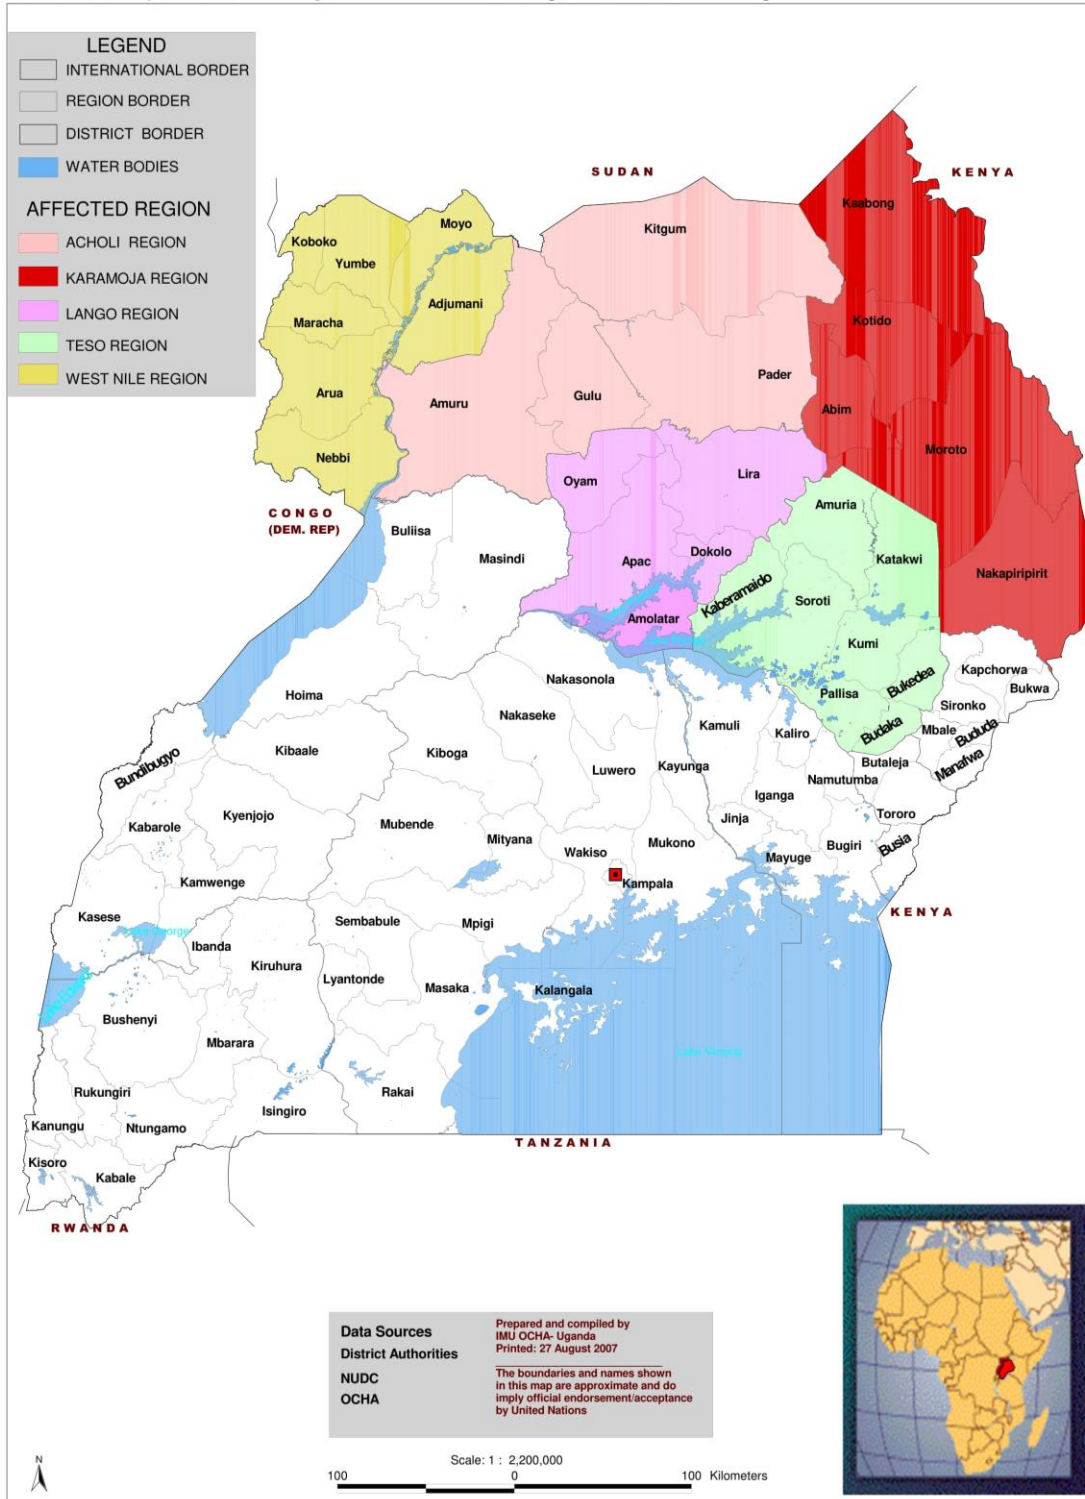 LEGEND
INTERNATIONAL BORDER
REGION BORDER
DISTRICT BORDER
WATER BODIES
AFFECTED REGION
ACHOLI REGION
KARAMOJA REGION
LANGO REGION
TESO REGION
WEST NILE REGION
SUDAN
KENYA
Kaabong
Kitgum
Moyo
Koboko
Yumbe
Adjumani
Maracha
Kotido
Arua
Amuru
Gulu
Pader
Abim
Nebbi
Moroto
Oyam
Lira
CONGO
(DEM. REP)
Buliisa
Masindi
Amuria
Apac
Dokolo
Katakwi
Nakapiripirit
Kaberamaido
Soroti
Amolatar
Kumi
Kapchorwa
Bukwa
Nakasonola
Hoima
Pallisa
Bukedea
Sironko
Nakaseke
Kamuli
Kaliro
Budaka
Mbale
Bududa
Bundibugyo
Kibaale
Kiboga
Luwero
Kayunga
Butaleja
Manafwa
Namutumba
Iganga
Kabarole
Kyenjojo
Mubende
Mityana
Jinja
Tororo
Wakiso
Mukono
Mayuge
Bugiri
Busia
Kamwenge
Kampala
Kasese
Sembabule
Mpigi
KENYA
Lake George
Ibanda
Kiruhura
Lyantonde
Masaka
Kalangala
Lake Edward
Bushenyi
Mbarara
Lake Victoria
Rukungiri
Isingiro
Rakai
Kanungu
Ntungamo
TANZANIA
Kisoro
Kabale
RWANDA
Data Sources
District Authorities
NUDC
OCHA
Prepared and compiled by
IMU OCHA- Uganda
Printed: 27 August 2007
The boundaries and names shown
in this map are approximate and do
imply official endorsement/acceptance
by United Nations
N
Scale: 1 : 2,200,000
100 0 100 Kilometers